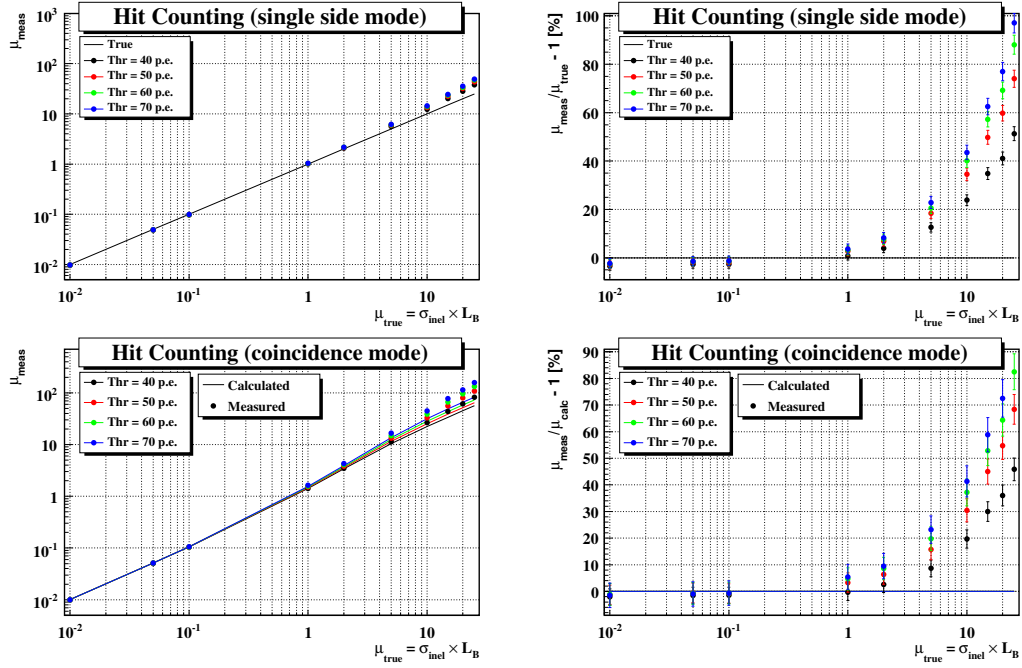 Hit Counting (single side mode)
μmeas
True
Thr = 40 p.e.
Thr = 50 p.e.
Thr = 60 p.e.
Thr = 70 p.e.
10³
10²
10
1
10⁻¹
10⁻²
10⁻² 10⁻¹ 1 10
μtrue = σinel × LB
Hit Counting (single side mode)
μmeas/μtrue - 1 [%]
True
Thr = 40 p.e.
Thr = 50 p.e.
Thr = 60 p.e.
Thr = 70 p.e.
100
80
60
40
20
0
10⁻² 10⁻¹ 1 10
μtrue = σinel × LB
Hit Counting (coincidence mode)
μmeas
Thr = 40 p.e.
Thr = 50 p.e.
Thr = 60 p.e.
Thr = 70 p.e.
Calculated
Measured
10²
10
1
10⁻¹
10⁻²
10⁻² 10⁻¹ 1 10
μtrue = σinel × LB
Hit Counting (coincidence mode)
μmeas/μcalc - 1 [%]
Thr = 40 p.e.
Thr = 50 p.e.
Thr = 60 p.e.
Thr = 70 p.e.
Calculated
Measured
90
80
70
60
50
40
30
20
10
0
10⁻² 10⁻¹ 1 10
μtrue = σinel × LB